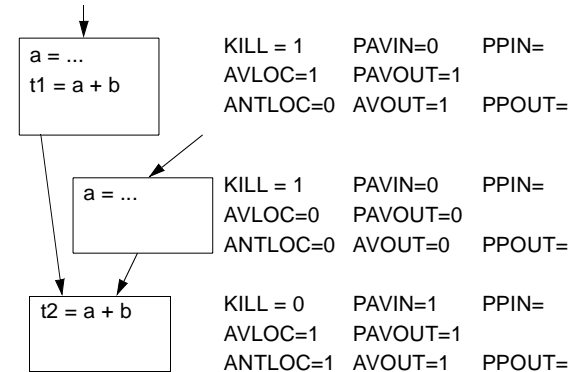 a = ...
t1 = a + b
KILL = 1 PAVIN=0 PPIN=
AVLOC=1 PAVOUT=1
ANTLOC=0 AVOUT=1 PPOUT=
a = ...
KILL = 1 PAVIN=0 PPIN=
AVLOC=0 PAVOUT=0
ANTLOC=0 AVOUT=0 PPOUT=
t2 = a + b
KILL = 0 PAVIN=1 PPIN=
AVLOC=1 PAVOUT=1
ANTLOC=1 AVOUT=1 PPOUT=